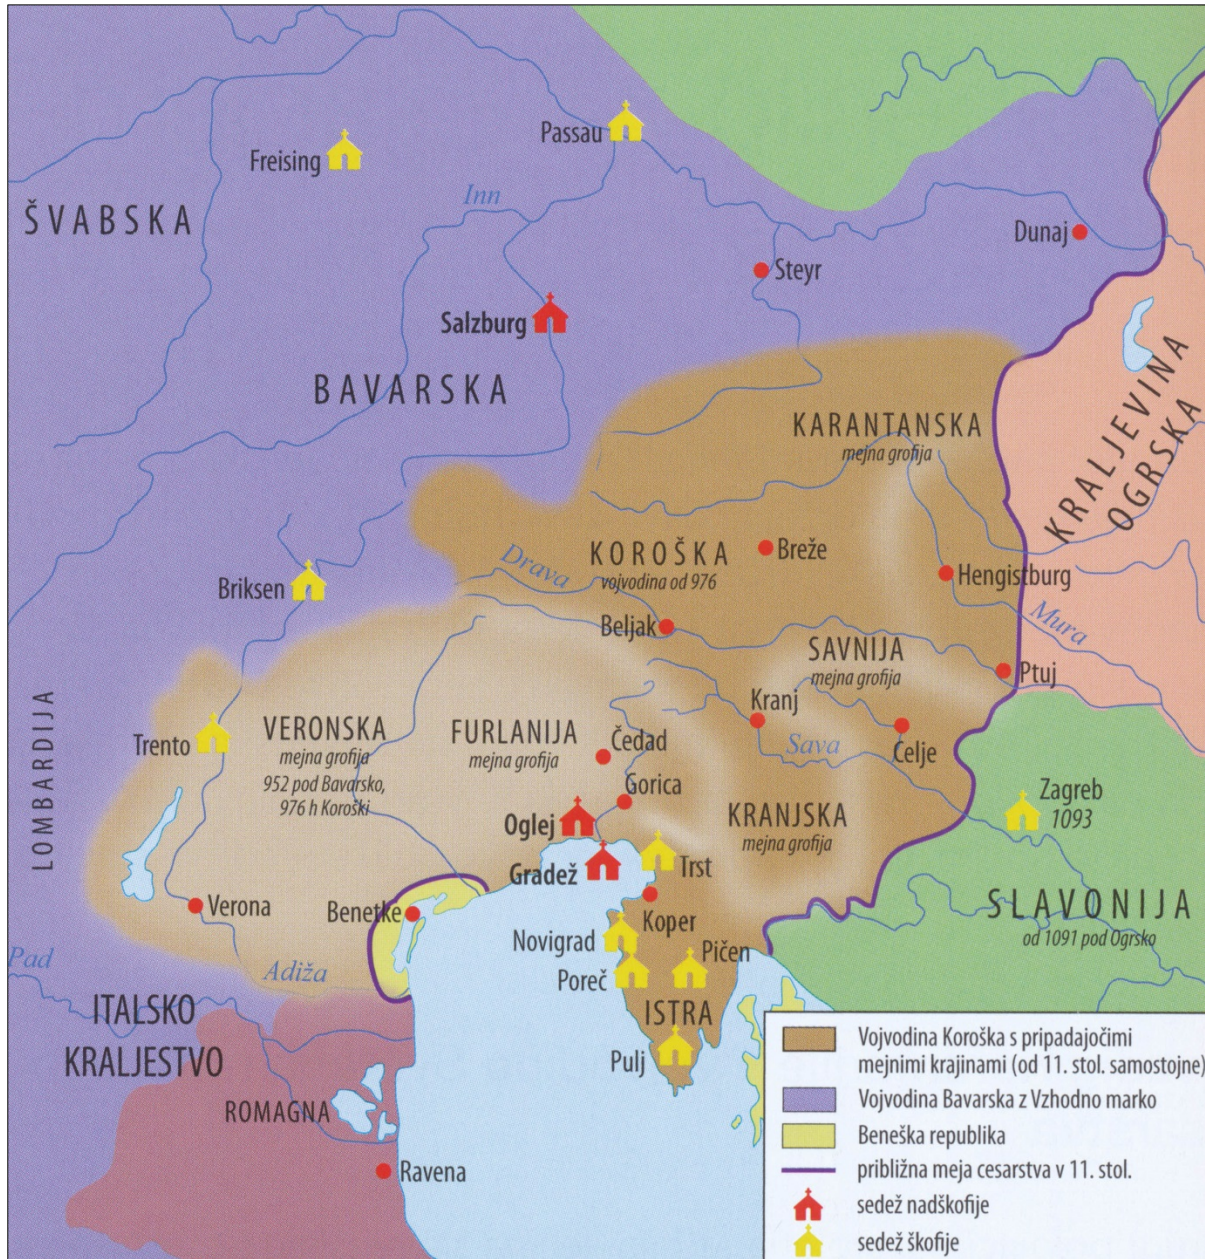 Passau
Freising
Inn
ŠVABSKA
Dunaj
Steyr
Salzburg
BAVARSKA
KRALJEVINA
OGRSKA
KARANTANSKA
mejna grofija
KOROŠKA
vojvodina od 976
Breže
Drava
Hengistburg
Briksen
Beljak
Mura
SAVNIJA
mejna grofija
Ptuj
LOMBARDIJA
Trento
VERONSKA
mejna grofija
952 pod Bavarsko,
976 h Koroški
FURLANIJA
mejna grofija
Čedad
Kranj
Sava
Celje
Gorica
Zagreb
1093
Oglej
KRANJSKA
mejna grofija
Gradež
Trst
Verona
Benetke
Koper
SLAVONIJA
od 1091 pod Ogrsko
Novigrad
Pičen
Pad
Adiža
Poreč
ITALSKO
KRALJESTVO
ISTRA
Pulj
ROMAGNA
Ravena
Vojvodina Koroška s pripadajočimi
mejnimi krajinami (od 11. stol. samostojne)
Vojvodina Bavarska z Vzhodno marko
Beneška republika
približna meja cesarstva v 11. stol.
sedež nadškofije
sedež škofije